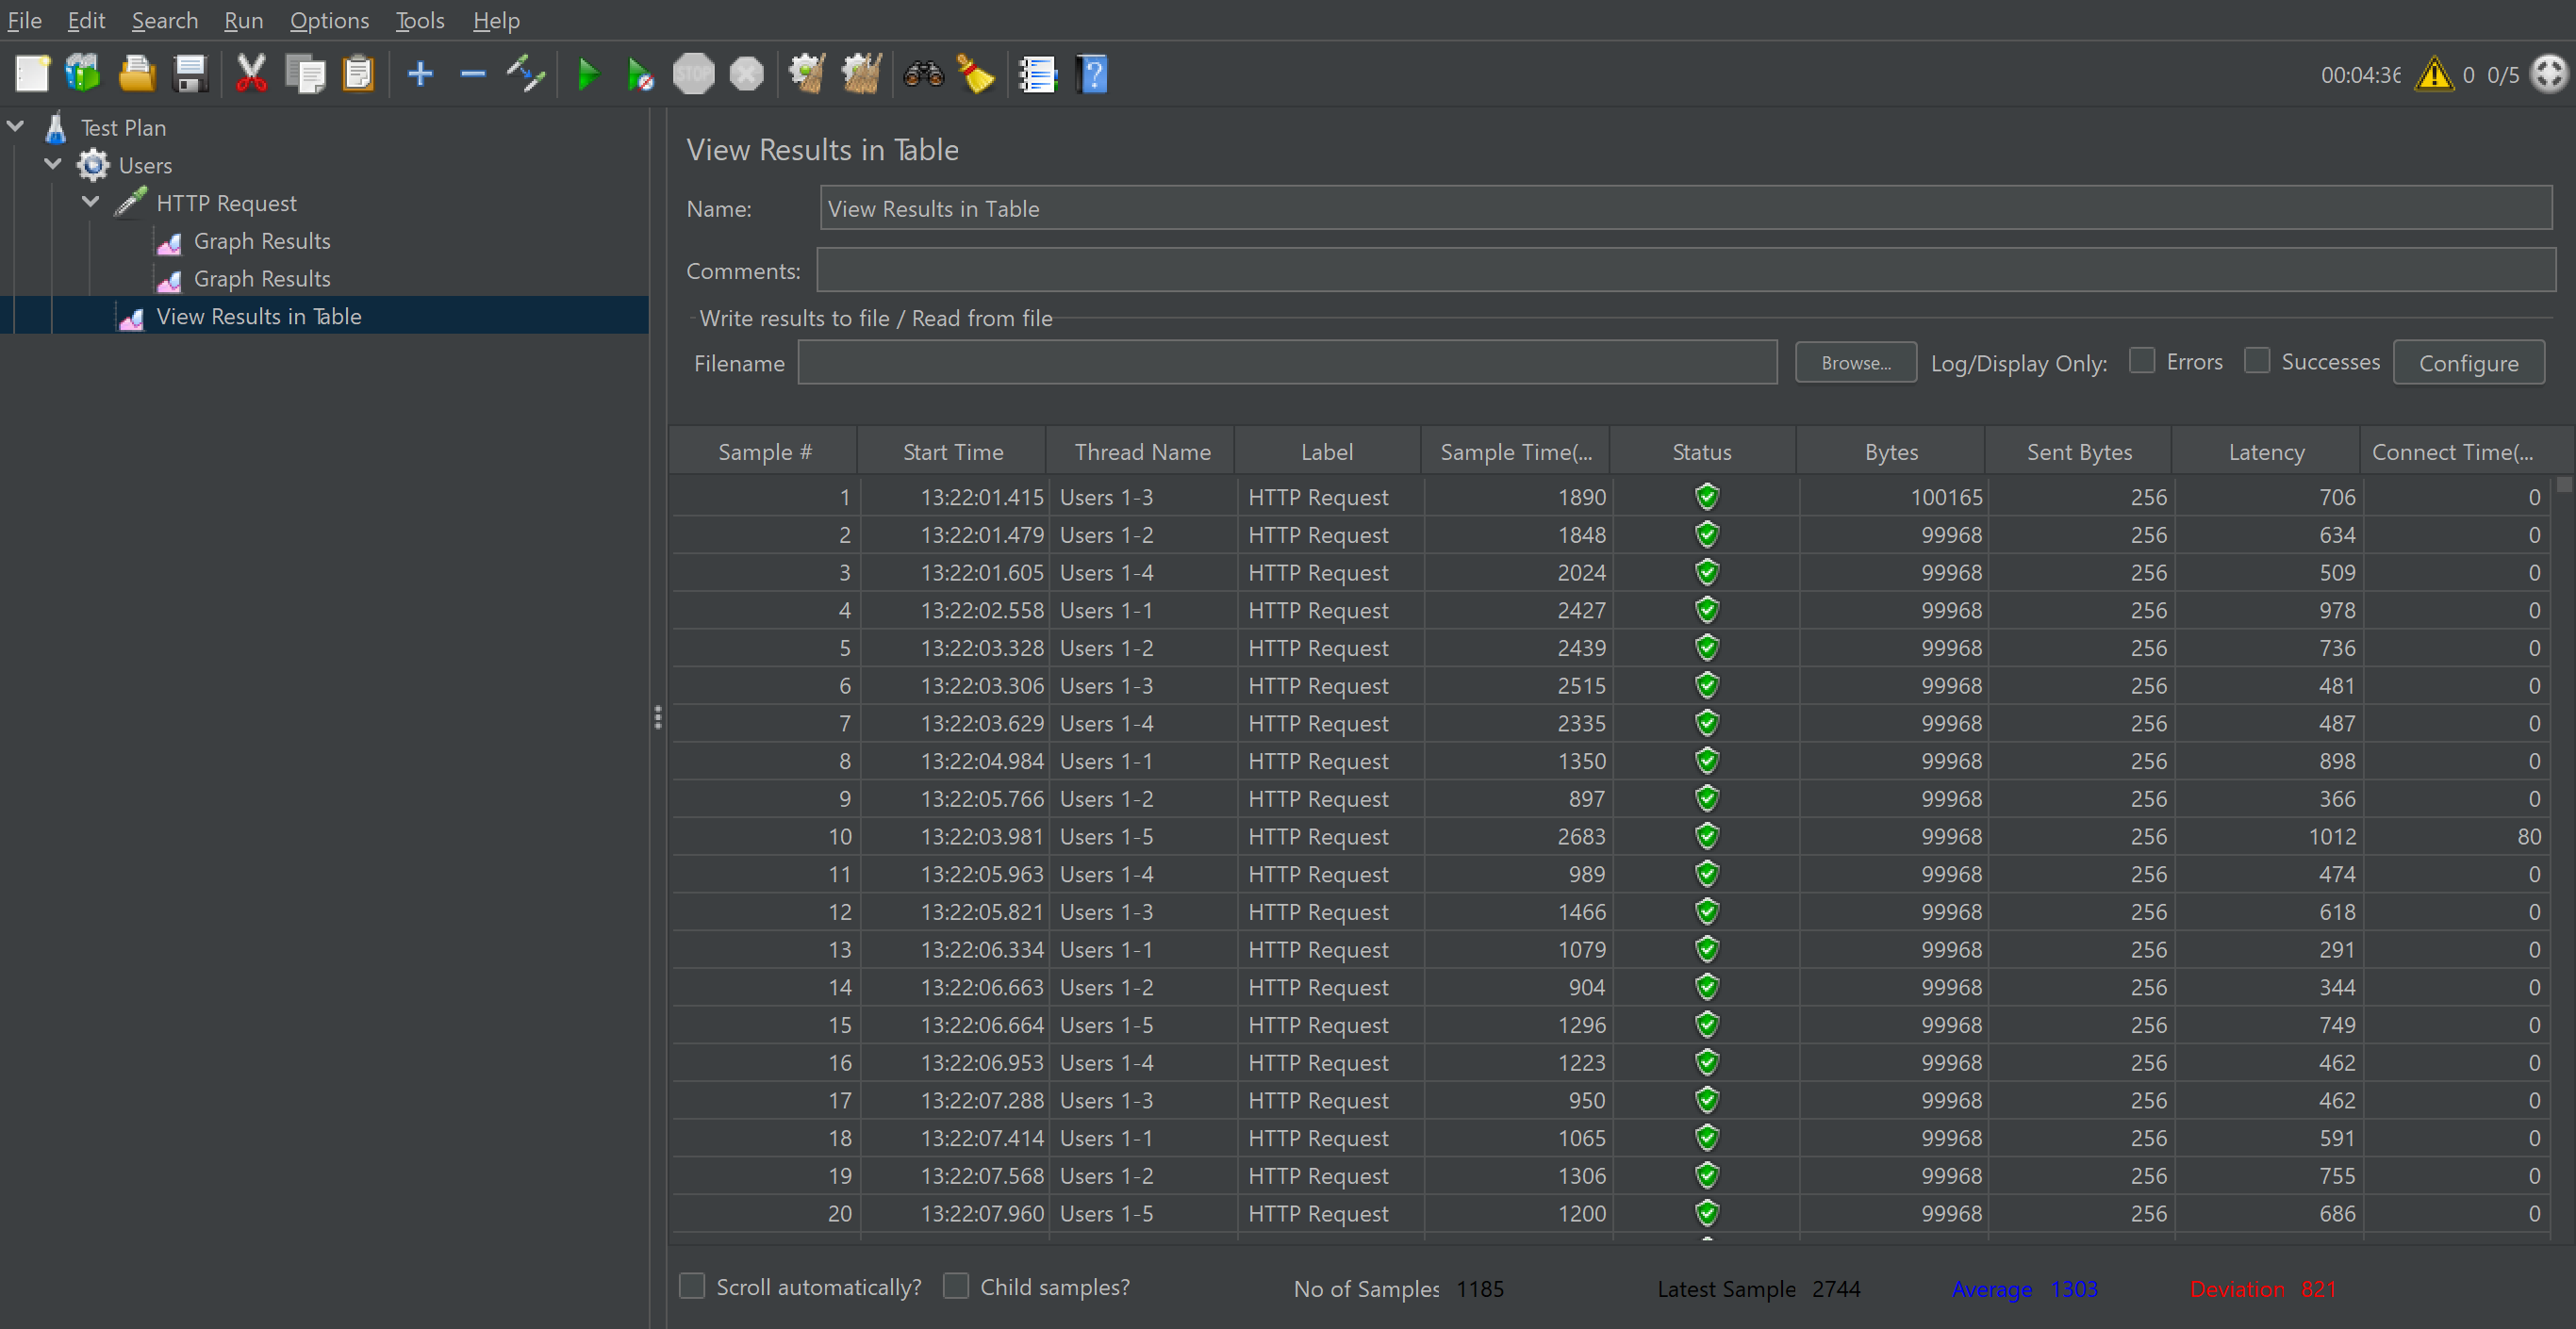 File Edit Search Run Options Tools Help
STOP
00:04:36 0 0/5
Test Plan
Users
HTTP Request
Graph Results
Graph Results
View Results in Table
View Results in Table
Name: View Results in Table
Comments:
Write results to file / Read from file
Filename Browse... Log/Display Only: Errors Successes Configure
Sample # Start Time Thread Name Label Sample Time(... Status Bytes Sent Bytes Latency Connect Time(...
1 13:22:01.415 Users 1-3 HTTP Request 1890 100165 256 706 0
2 13:22:01.479 Users 1-2 HTTP Request 1848 99968 256 634 0
3 13:22:01.605 Users 1-4 HTTP Request 2024 99968 256 509 0
4 13:22:02.558 Users 1-1 HTTP Request 2427 99968 256 978 0
5 13:22:03.328 Users 1-2 HTTP Request 2439 99968 256 736 0
6 13:22:03.306 Users 1-3 HTTP Request 2515 99968 256 481 0
7 13:22:03.629 Users 1-4 HTTP Request 2335 99968 256 487 0
8 13:22:04.984 Users 1-1 HTTP Request 1350 99968 256 898 0
9 13:22:05.766 Users 1-2 HTTP Request 897 99968 256 366 0
10 13:22:03.981 Users 1-5 HTTP Request 2683 99968 256 1012 80
11 13:22:05.963 Users 1-4 HTTP Request 989 99968 256 474 0
12 13:22:05.821 Users 1-3 HTTP Request 1466 99968 256 618 0
13 13:22:06.334 Users 1-1 HTTP Request 1079 99968 256 291 0
14 13:22:06.663 Users 1-2 HTTP Request 904 99968 256 344 0
15 13:22:06.664 Users 1-5 HTTP Request 1296 99968 256 749 0
16 13:22:06.953 Users 1-4 HTTP Request 1223 99968 256 462 0
17 13:22:07.288 Users 1-3 HTTP Request 950 99968 256 462 0
18 13:22:07.414 Users 1-1 HTTP Request 1065 99968 256 591 0
19 13:22:07.568 Users 1-2 HTTP Request 1306 99968 256 755 0
20 13:22:07.960 Users 1-5 HTTP Request 1200 99968 256 686 0
Scroll automatically? Child samples? No of Samples 1185 Latest Sample 2744 Average 1303 Deviation 821